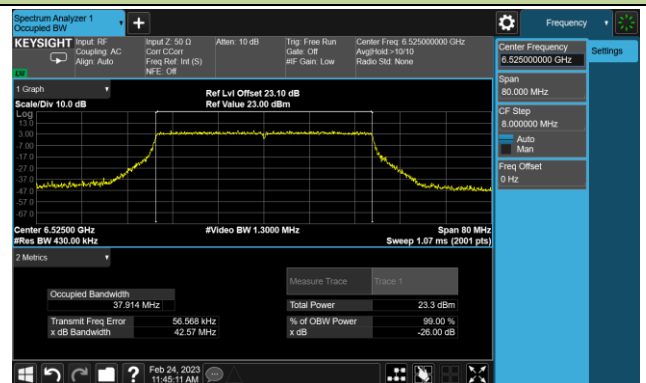 Spectrum Analyzer 1
Occupied BW
Frequency
KEYSIGHT
Input: RF
Coupling: AC
Align: Auto
Input Z: 50 Ω
Corr CCorr
Freq Ref: Int (S)
NFE: Off
Atten: 10 dB
Trig: Free Run
Gate: Off
#IF Gain: Low
Center Freq: 6.525000000 GHz
Avg|Hold:>10/10
Radio Std: None
Center Frequency
6.525000000 GHz
Settings
Span
80.000 MHz
CF Step
8.000000 MHz
Auto
Man
Freq Offset
0 Hz
1 Graph
Scale/Div 10.0 dB
Ref Lvl Offset 23.10 dB
Ref Value 23.00 dBm
Log
13.0
3.00
-7.00
-17.0
-27.0
-37.0
-47.0
-57.0
-67.0
Center 6.52500 GHz
#Res BW 430.00 kHz
#Video BW 1.3000 MHz
Span 80 MHz
Sweep 1.07 ms (2001 pts)
2 Metrics
Measure Trace
Trace 1
Occupied Bandwidth
37.914 MHz
Total Power
23.3 dBm
Transmit Freq Error
56.568 kHz
% of OBW Power
99.00 %
x dB Bandwidth
42.57 MHz
x dB
-26.00 dB
Feb 24, 2023
11:45:11 AM